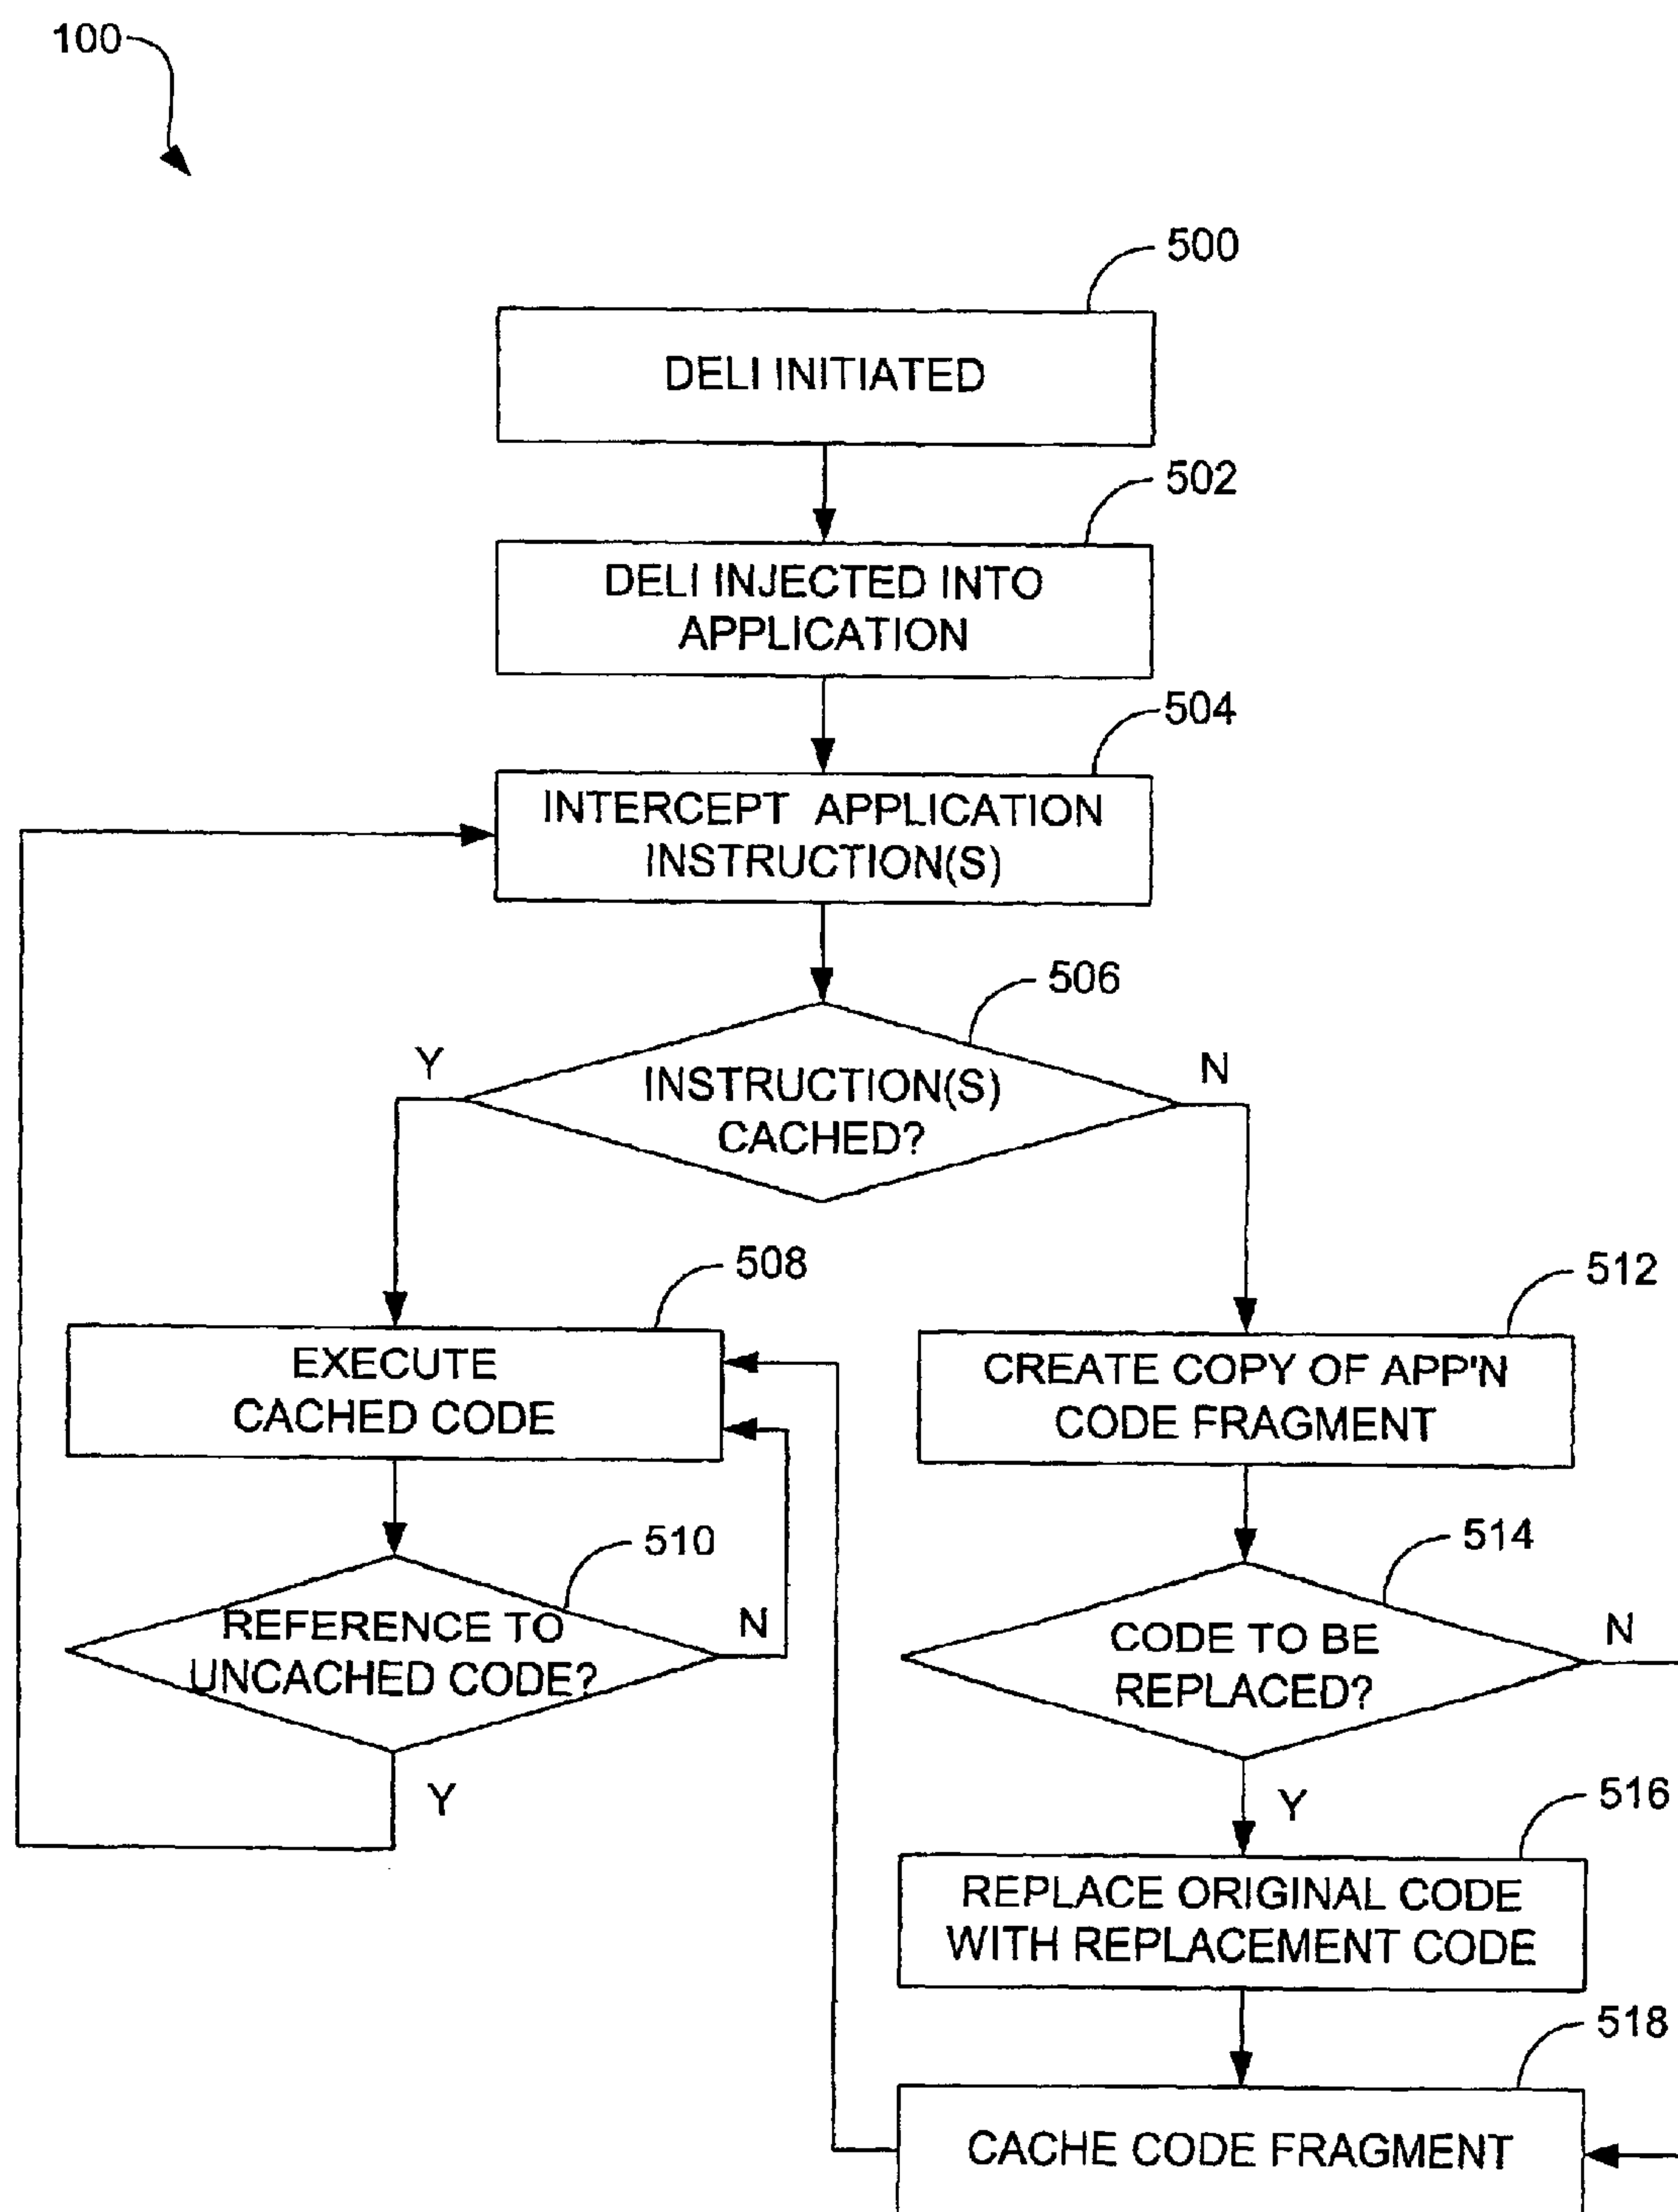 100
500
DELI INITIATED
502
DELI INJECTED INTO
APPLICATION
504
INTERCEPT APPLICATION
INSTRUCTION(S)
506
Y
N
INSTRUCTION(S)
CACHED?
508
512
EXECUTE
CACHED CODE
CREATE COPY OF APP'N
CODE FRAGMENT
510
514
REFERENCE TO
UNCACHED CODE?
N
CODE TO BE
REPLACED?
N
Y
Y
516
REPLACE ORIGINAL CODE
WITH REPLACEMENT CODE
518
CACHE CODE FRAGMENT